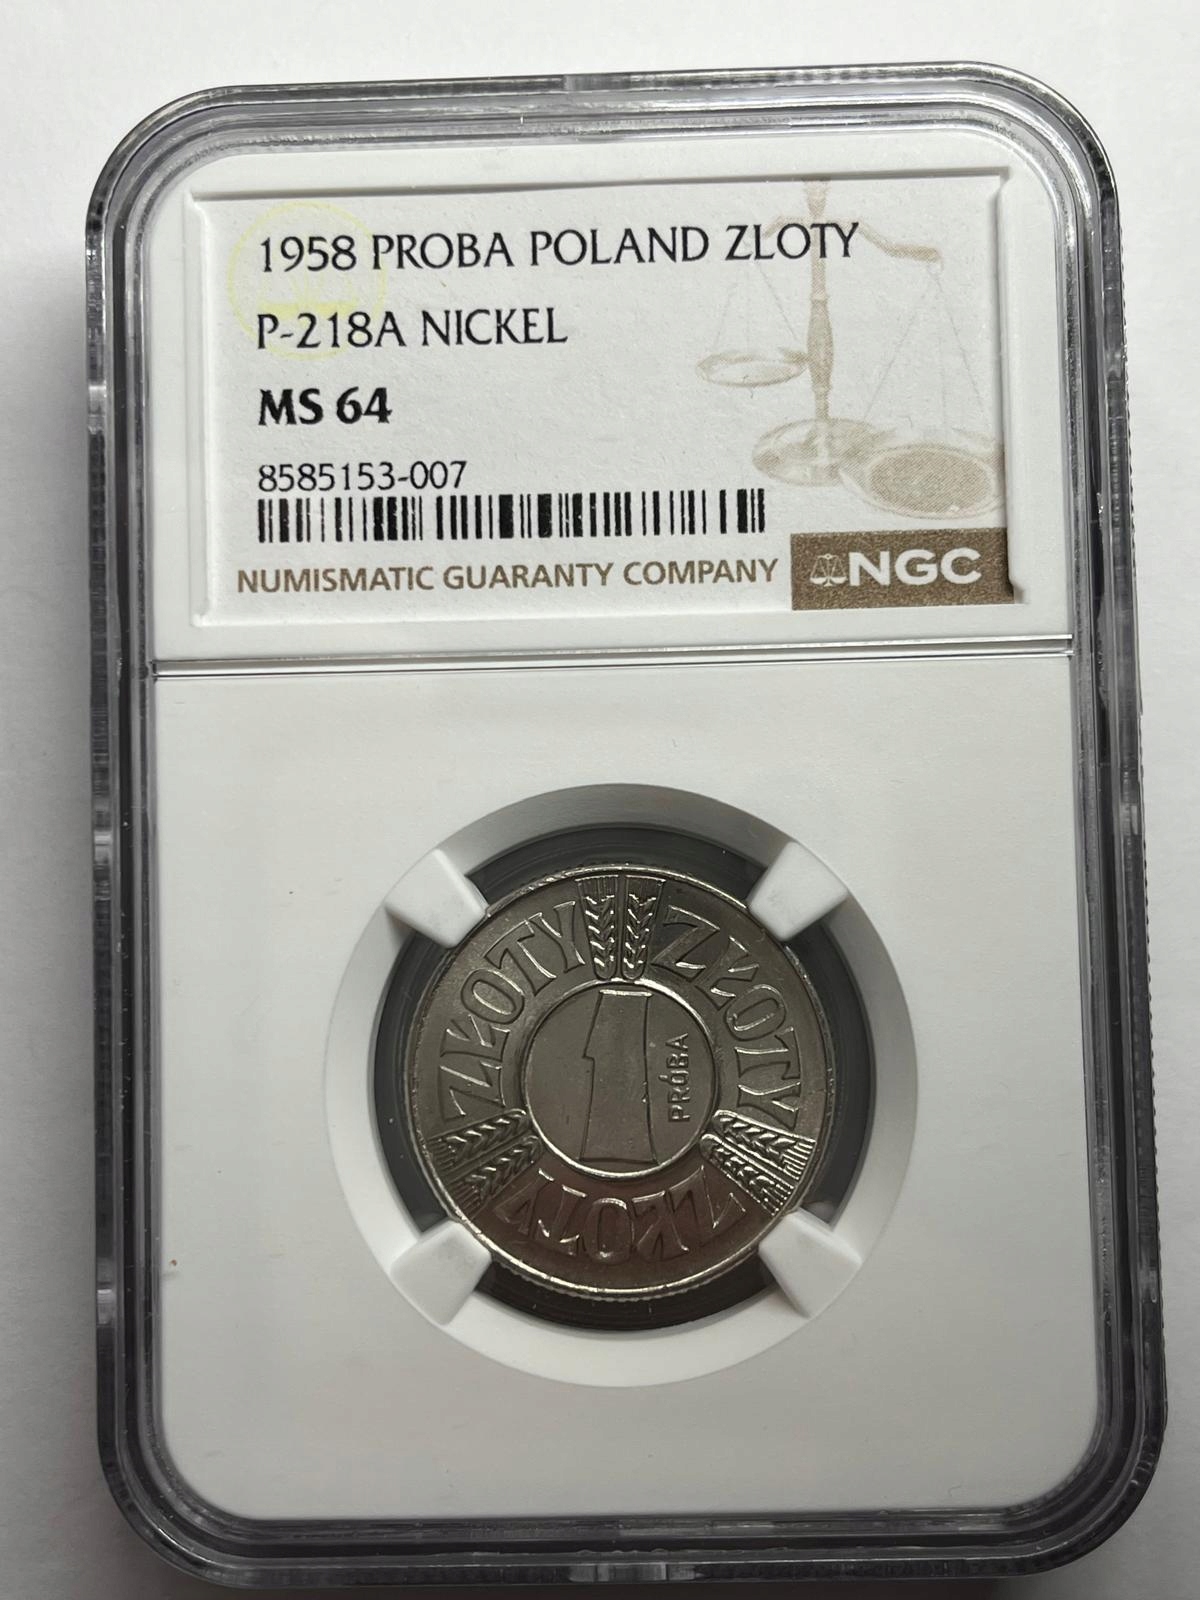 1958 PROBA POLAND ZLOTY
P-218A NICKEL
MS 64
8585153-007
NUMISMATIC GUARANTY COMPANY
NGC
ZŁOTY
ZŁOTY
1
PRÓBA
ZŁOTY